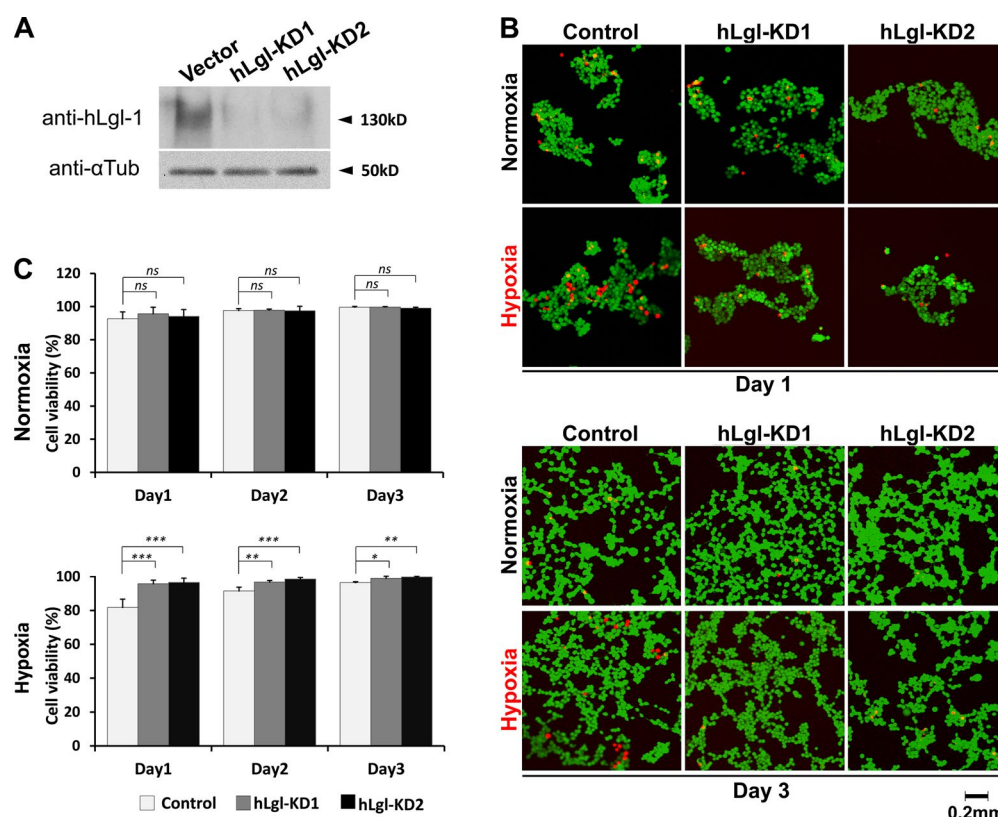 A
Vector
hLgl-KD1
hLgl-KD2
anti-hLgl-1
130kD
anti-αTub
50kD
B
Control hLgl-KD1 hLgl-KD2
Normoxia
Hypoxia
Day 1
Control hLgl-KD1 hLgl-KD2
Normoxia
Hypoxia
Day 3
0.2mm
C
Normoxia
Cell viability (%)
120
100
80
60
40
20
0
ns
ns
ns
ns
ns
ns
Day1 Day2 Day3
Hypoxia
Cell viability (%)
100
80
60
40
20
0
***
***
***
**
**
*
Day1 Day2 Day3
Control hLgl-KD1 hLgl-KD2